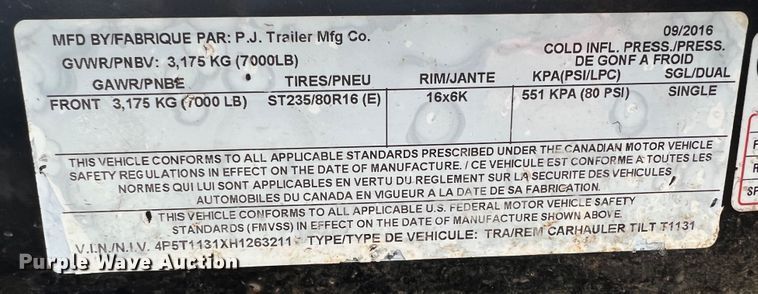 MFD BY/FABRIQUE PAR: P.J. Trailer Mfg Co. 09/2016
GVWR/PNBV: 3,175 KG (7000LB) COLD INFL. PRESS./PRESS. DE GONF A FROID
GAWR/PNBE TIRES/PNEU RIM/JANTE KPA(PSI/LPC) SGL/DUAL
FRONT 3,175 KG (7000 LB) ST235/80R16 (E) 16x6K 551 KPA (80 PSI) SINGLE
THIS VEHICLE CONFORMS TO ALL APPLICABLE STANDARDS PRESCRIBED UNDER THE CANADIAN MOTOR VEHICLE
SAFETY REGULATIONS IN EFFECT ON THE DATE OF MANUFACTURE. / CE VEHICULE EST CONFORME A TOUTES LES
NORMES QUI LUI SONT APPLICABLES EN VERTU DU REGLEMENT SUR LA SECURITE DES VEHICULES
AUTOMOBILES DU CANADA EN VIGUEUR A LA DATE DE SA FABRICATION.
THIS VEHICLE CONFORMS TO ALL APPLICABLE U.S. FEDERAL MOTOR VEHICLE SAFETY
STANDARDS (FMVSS) IN EFFECT ON THE DATE OF MANUFACTURE SHOWN ABOVE.
V.I.N./N.I.V. 4P5T1131XH1263211 TYPE/TYPE DE VEHICULE: TRA/REM CARHAULER TILT T1131
Purple Wave Auction